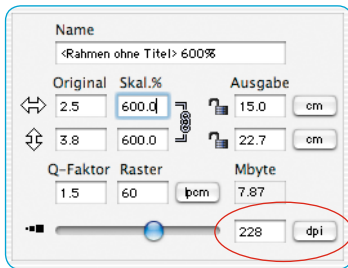 Name
<Rahmen ohne Titel> 600%
Original Skal.% Ausgabe
2.5 600.0 15.0 cm
3.8 600.0 22.7 cm
Q-Faktor Raster Mbyte
1.5 60 lpcm 7.87
228 dpi